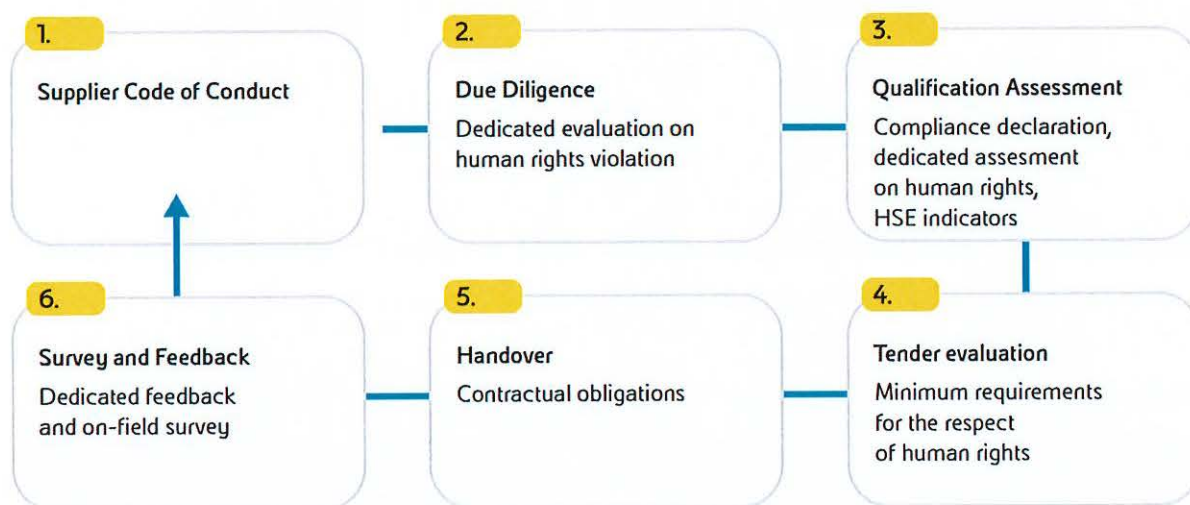 1.
Supplier Code of Conduct
2.
Due Diligence
Dedicated evaluation on
human rights violation
3.
Qualification Assessment
Compliance declaration,
dedicated assesment
on human rights,
HSE indicators
4.
Tender evaluation
Minimum requirements
for the respect
of human rights
5.
Handover
Contractual obligations
6.
Survey and Feedback
Dedicated feedback
and on-field survey